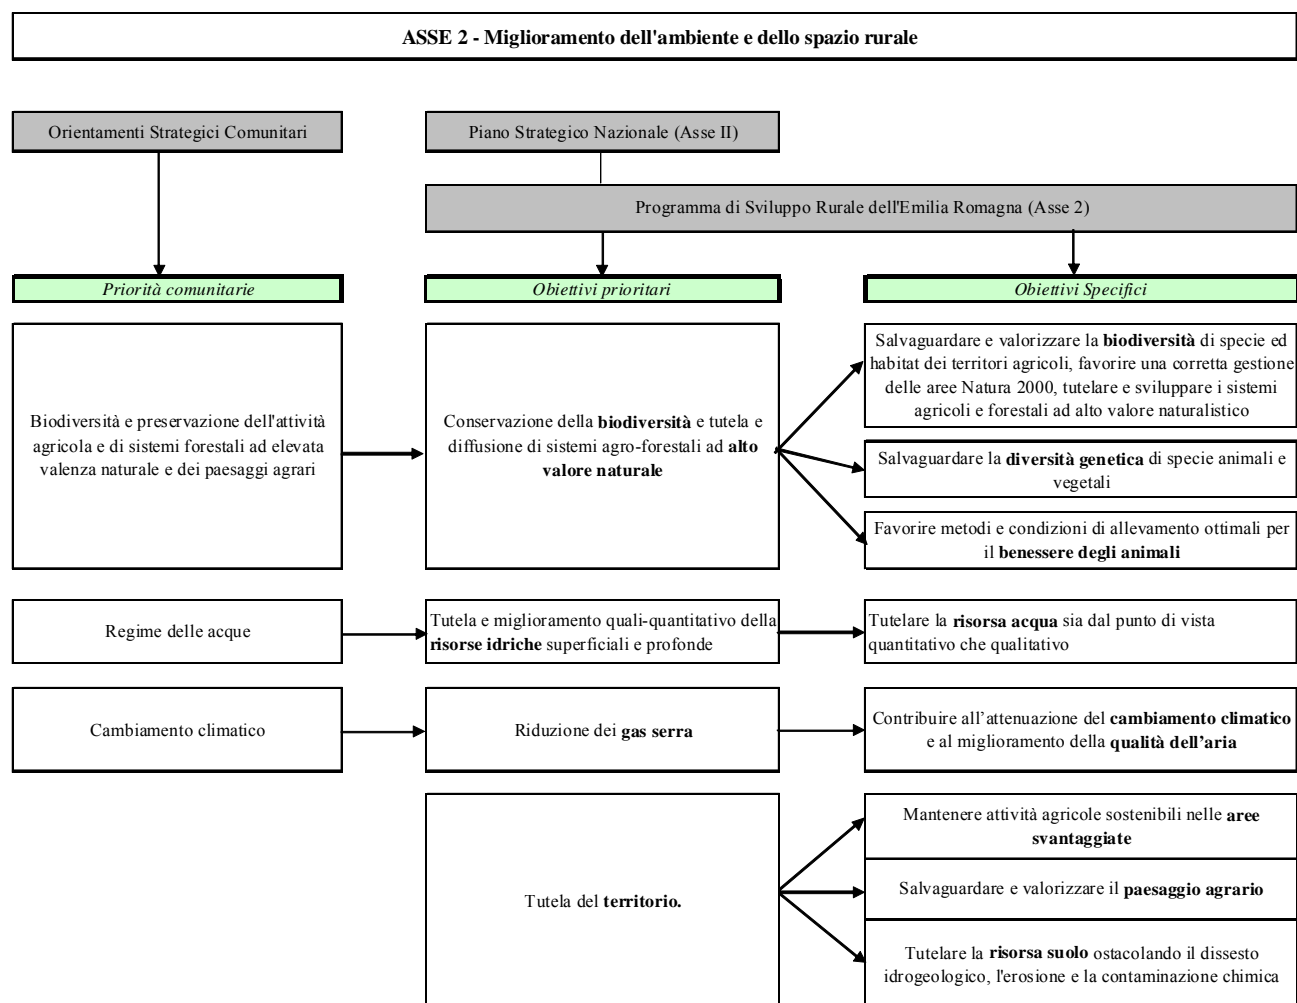 ASSE 2 - Miglioramento dell'ambiente e dello spazio rurale
Orientamenti Strategici Comunitari
Piano Strategico Nazionale (Asse II)
Programma di Sviluppo Rurale dell'Emilia Romagna (Asse 2)
Priorità comunitarie
Obiettivi prioritari
Obiettivi Specifici
Biodiversità e preservazione dell'attività
agricola e di sistemi forestali ad elevata
valenza naturale e dei paesaggi agrari
Conservazione della biodiversità e tutela e
diffusione di sistemi agro-forestali ad alto
valore naturale
Salvaguardare e valorizzare la biodiversità di specie ed
habitat dei territori agricoli, favorire una corretta gestione
delle aree Natura 2000, tutelare e sviluppare i sistemi
agricoli e forestali ad alto valore naturalistico
Salvaguardare la diversità genetica di specie animali e
vegetali
Favorire metodi e condizioni di allevamento ottimali per
il benessere degli animali
Regime delle acque
Tutela e miglioramento quali-quantitativo della
risorse idriche superficiali e profonde
Tutelare la risorsa acqua sia dal punto di vista
quantitativo che qualitativo
Cambiamento climatico
Riduzione dei gas serra
Contribuire all’attenuazione del cambiamento climatico
e al miglioramento della qualità dell’aria
Tutela del territorio.
Mantenere attività agricole sostenibili nelle aree
svantaggiate
Salvaguardare e valorizzare il paesaggio agrario
Tutelare la risorsa suolo ostacolando il dissesto
idrogeologico, l'erosione e la contaminazione chimica